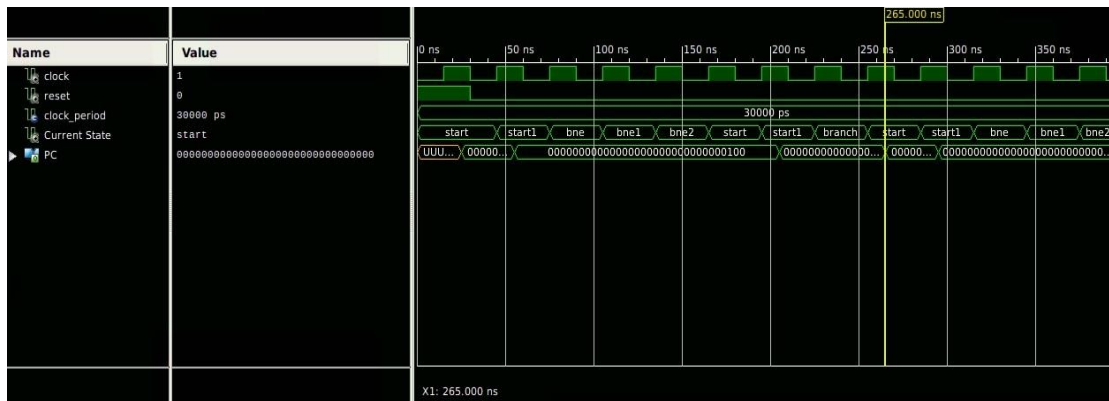 265.000 ns
Name Value
0 ns 50 ns 100 ns 150 ns 200 ns 250 ns 300 ns 350 ns
clock 1
reset 0
clock_period 30000 ps 30000 ps
Current State start start start1 bne bne1 bne2 start start1 branch start start1 bne bne1 bne2
PC 00000000000000000000000000000000 UUU... 00000... 00000000000000000000000000000100 00000000000000... 00000... 00000000000000000000000000...
X1: 265.000 ns